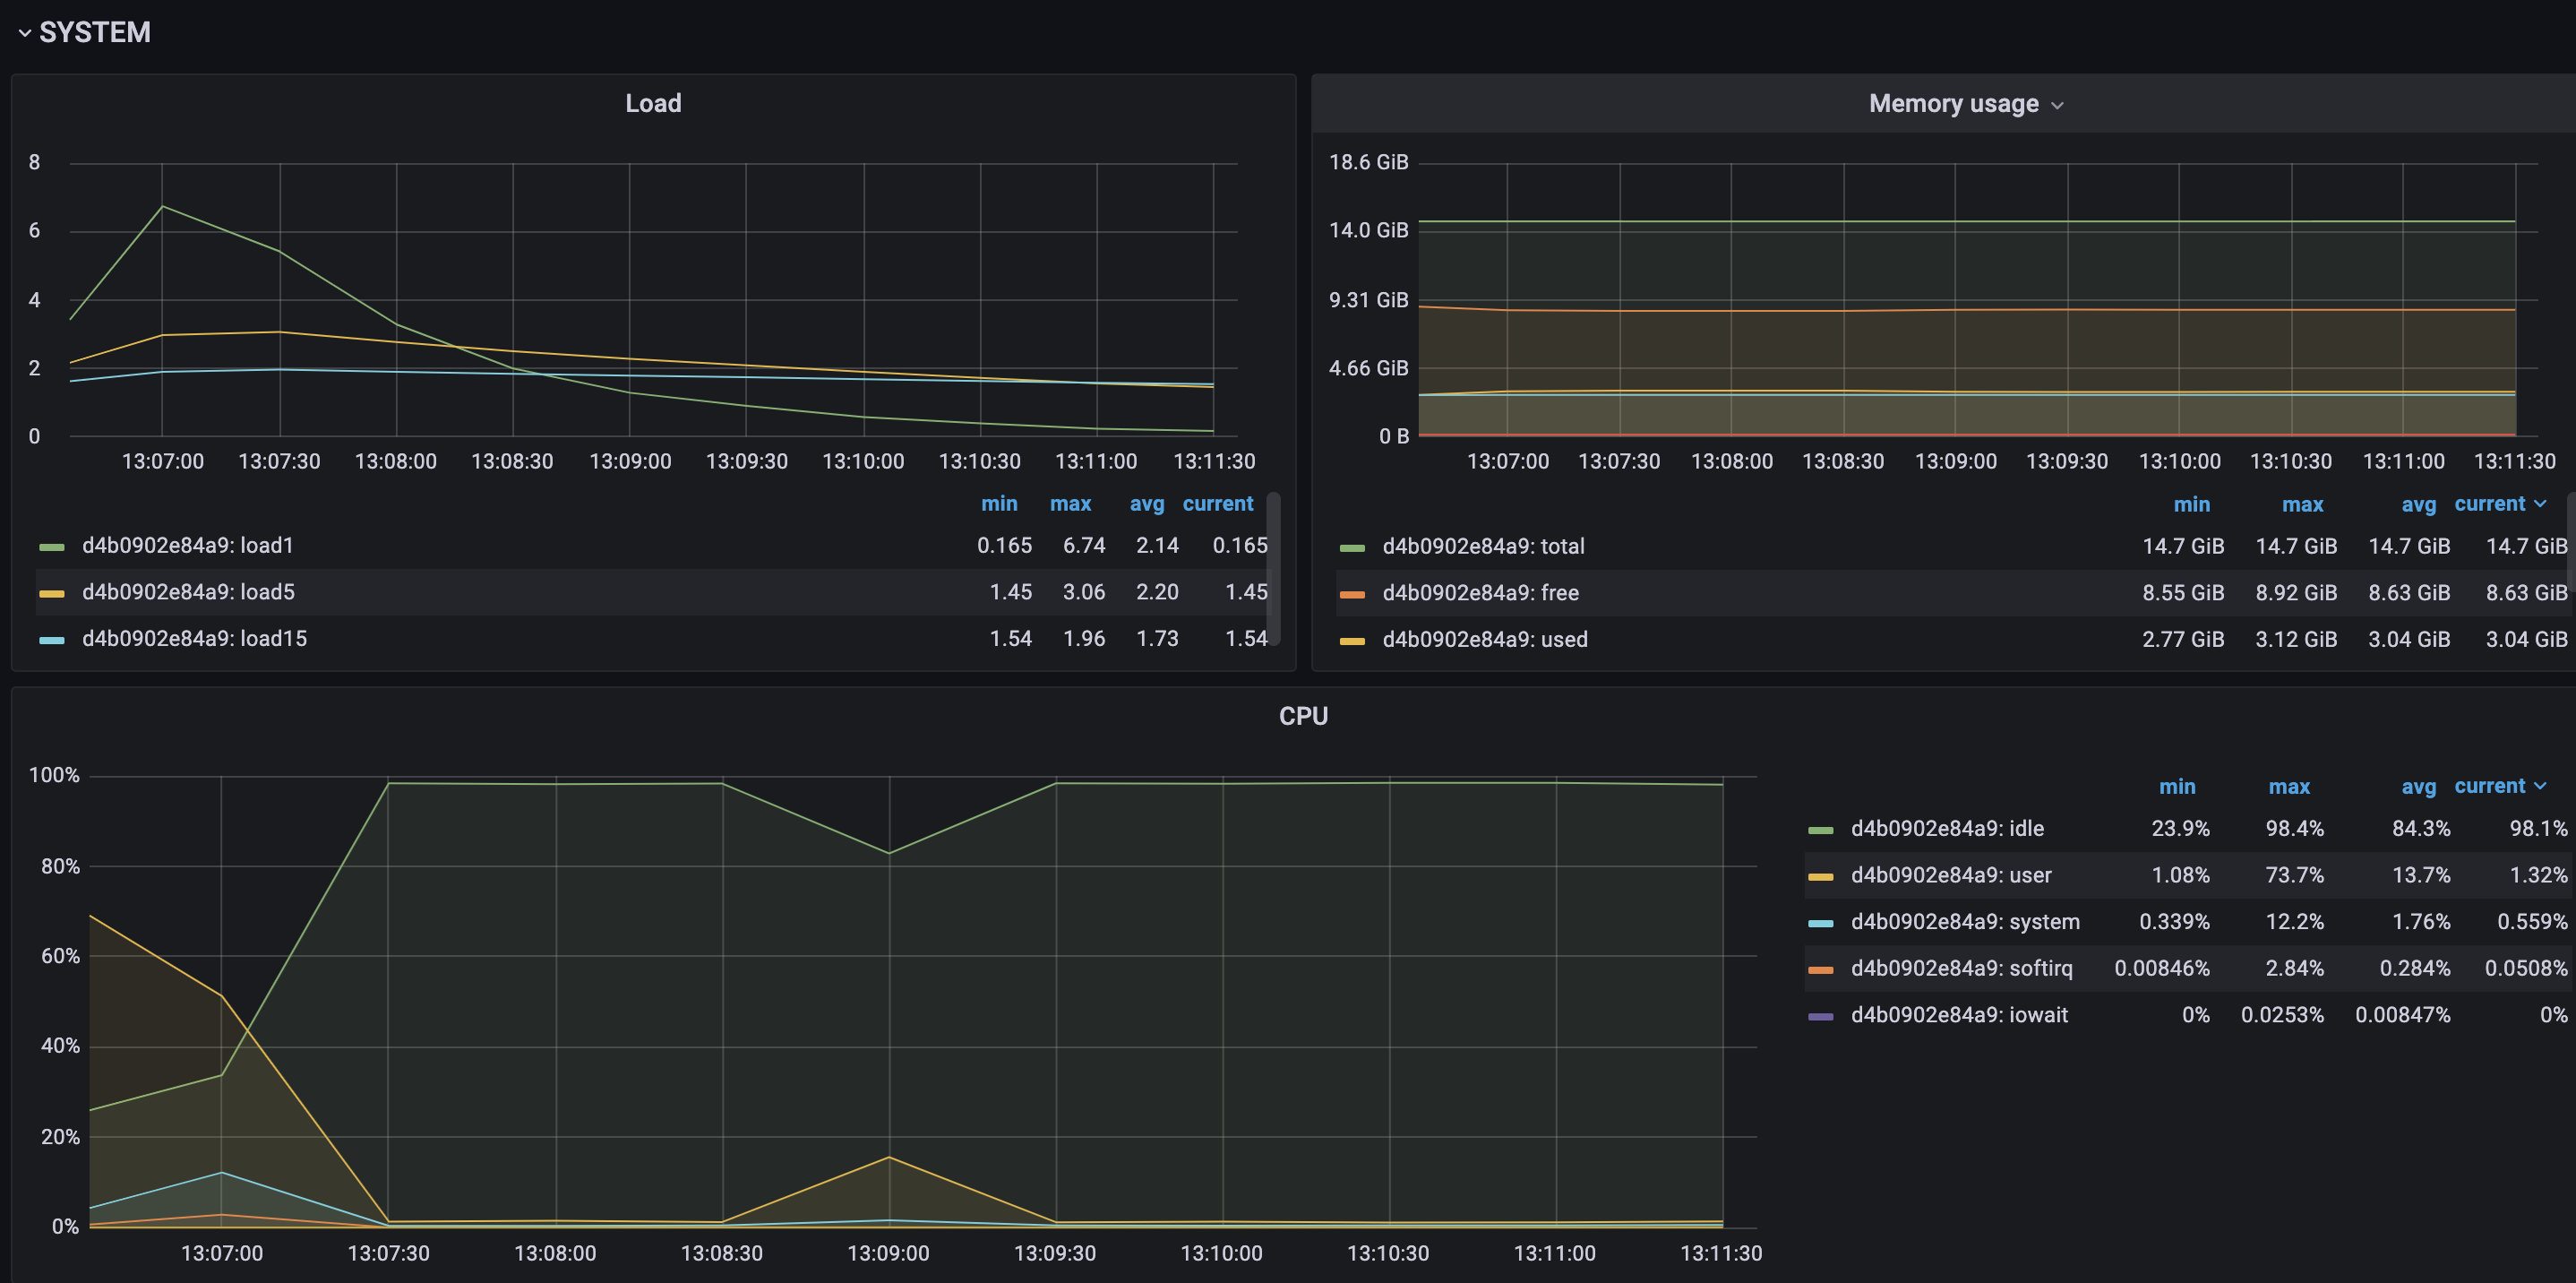 SYSTEM
Load
8
6
4
2
0
13:07:00 13:07:30 13:08:00 13:08:30 13:09:00 13:09:30 13:10:00 13:10:30 13:11:00 13:11:30
min max avg current
d4b0902e84a9: load1 0.165 6.74 2.14 0.165
d4b0902e84a9: load5 1.45 3.06 2.20 1.45
d4b0902e84a9: load15 1.54 1.96 1.73 1.54
Memory usage
18.6 GiB
14.0 GiB
9.31 GiB
4.66 GiB
0 B
13:07:00 13:07:30 13:08:00 13:08:30 13:09:00 13:09:30 13:10:00 13:10:30 13:11:00 13:11:30
min max avg current
d4b0902e84a9: total 14.7 GiB 14.7 GiB 14.7 GiB 14.7 GiB
d4b0902e84a9: free 8.55 GiB 8.92 GiB 8.63 GiB 8.63 GiB
d4b0902e84a9: used 2.77 GiB 3.12 GiB 3.04 GiB 3.04 GiB
CPU
100%
80%
60%
40%
20%
0%
13:07:00 13:07:30 13:08:00 13:08:30 13:09:00 13:09:30 13:10:00 13:10:30 13:11:00 13:11:30
min max avg current
d4b0902e84a9: idle 23.9% 98.4% 84.3% 98.1%
d4b0902e84a9: user 1.08% 73.7% 13.7% 1.32%
d4b0902e84a9: system 0.339% 12.2% 1.76% 0.559%
d4b0902e84a9: softirq 0.00846% 2.84% 0.284% 0.0508%
d4b0902e84a9: iowait 0% 0.0253% 0.00847% 0%